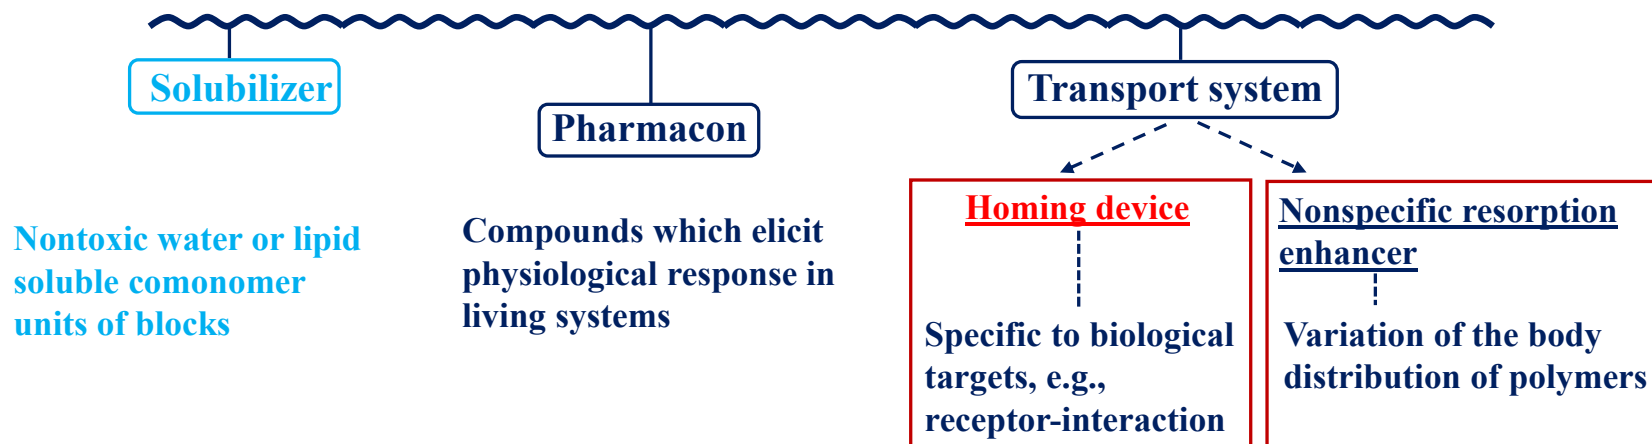 Solubilizer
Pharmacon
Transport system
Nontoxic water or lipid
soluble comonomer
units of blocks
Compounds which elicit
physiological response in
living systems
Homing device
Specific to biological
targets, e.g.,
receptor-interaction
Nonspecific resorption
enhancer
Variation of the body
distribution of polymers